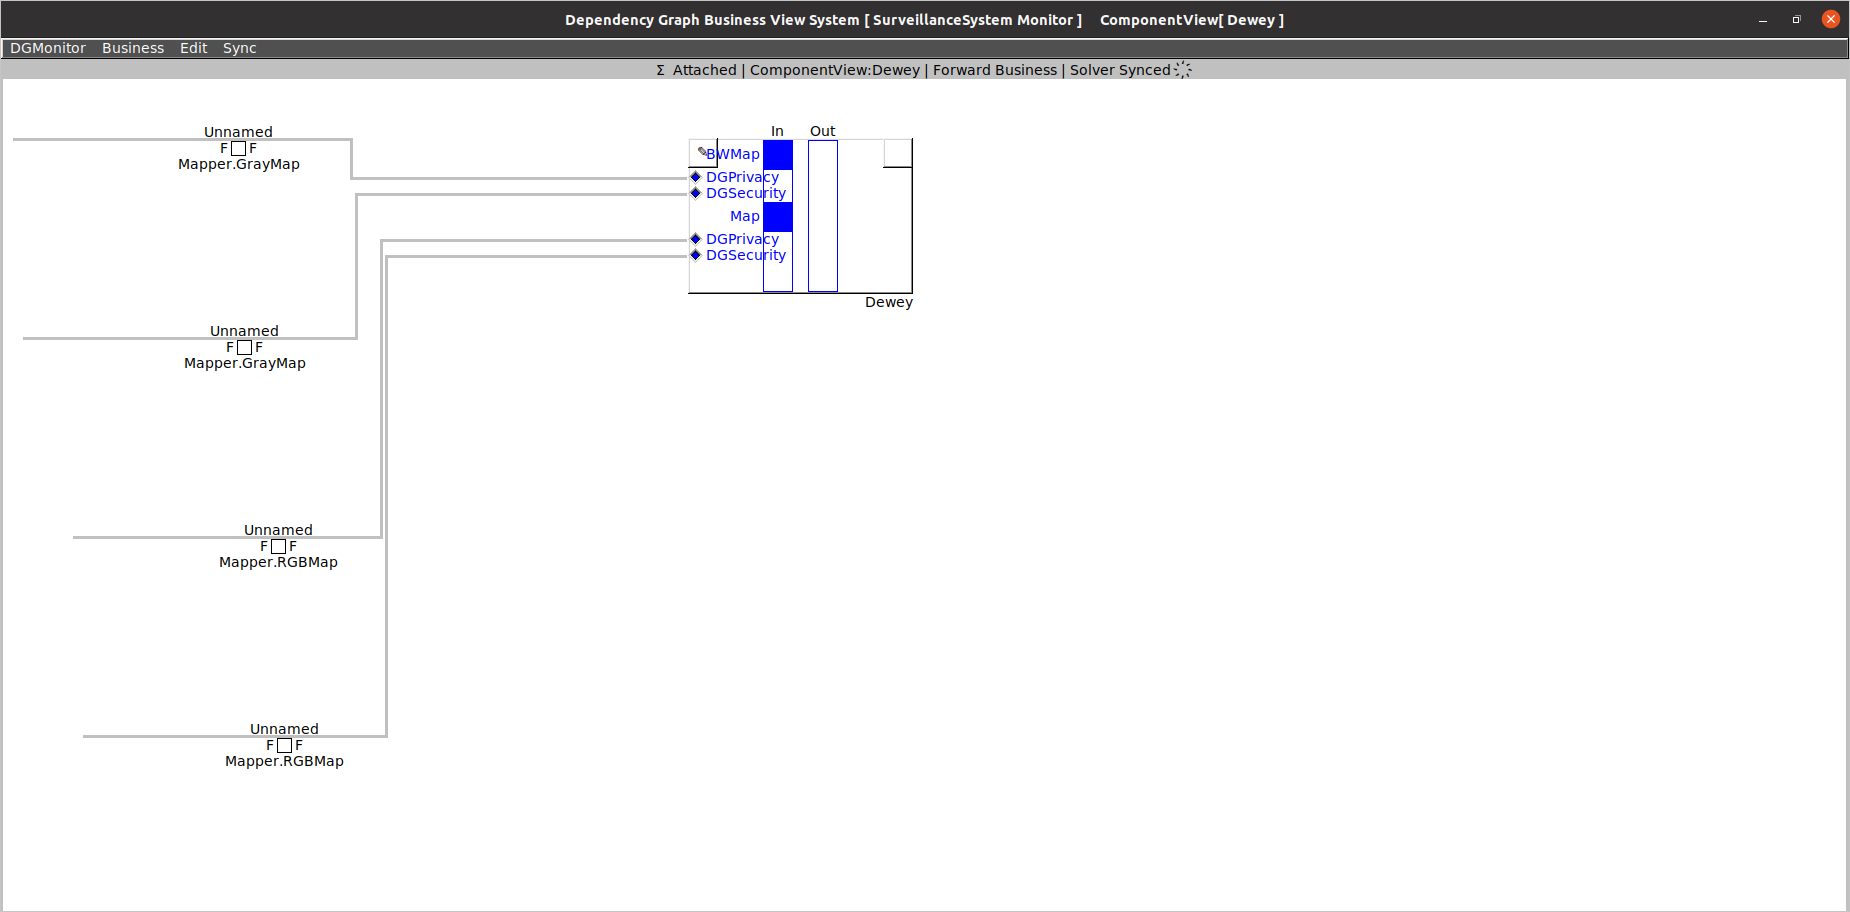 Dependency Graph Business View System [ SurveillanceSystem Monitor ] ComponentView[ Dewey ]
DGMonitor Business Edit Sync
Σ Attached | ComponentView:Dewey | Forward Business | Solver Synced
Unnamed
F F
Mapper.GrayMap
In Out
BWMap
DGPrivacy
DGSecurity
Map
DGPrivacy
DGSecurity
Dewey
Unnamed
F F
Mapper.GrayMap
Unnamed
F F
Mapper.RGBMap
Unnamed
F F
Mapper.RGBMap